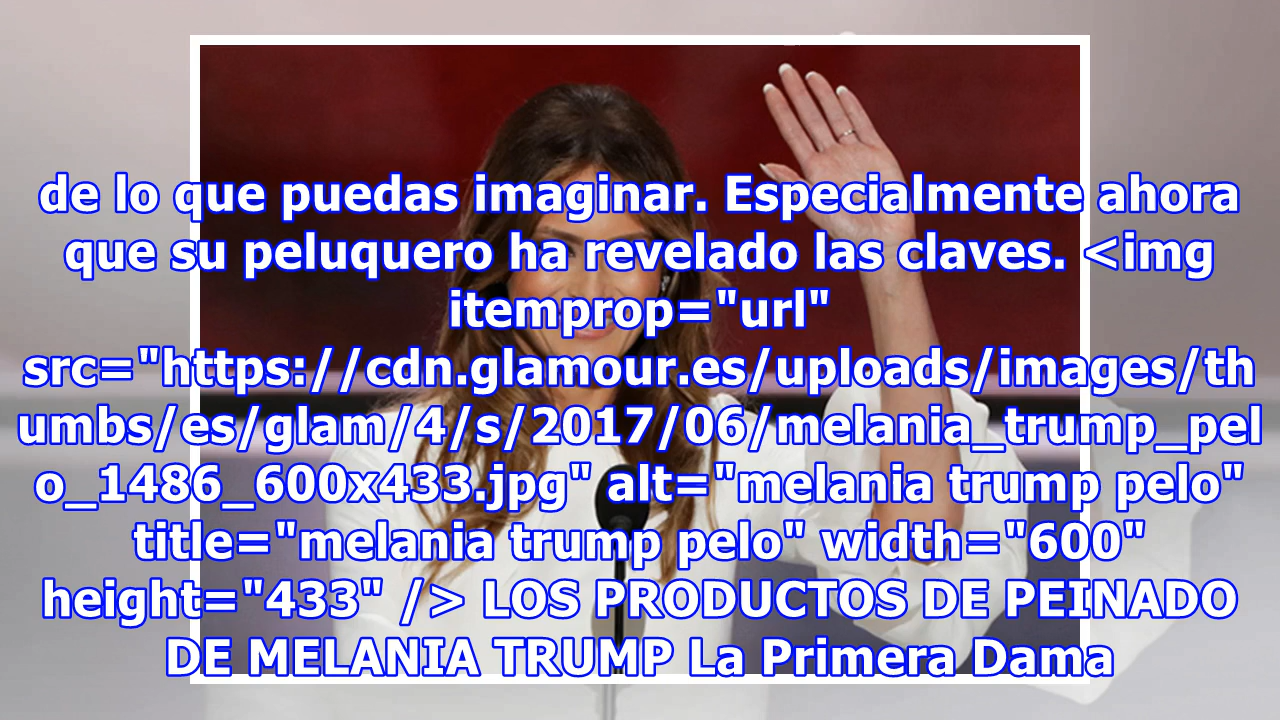 de lo que puedas imaginar. Especialmente ahora
que su peluquero ha revelado las claves. <img
itemprop="url"
src="https://cdn.glamour.es/uploads/images/th
umbs/es/glam/4/s/2017/06/melania_trump_pel
o_1486_600x433.jpg" alt="melania trump pelo"
title="melania trump pelo" width="600"
height="433" /> LOS PRODUCTOS DE PEINADO
DE MELANIA TRUMP La Primera Dama